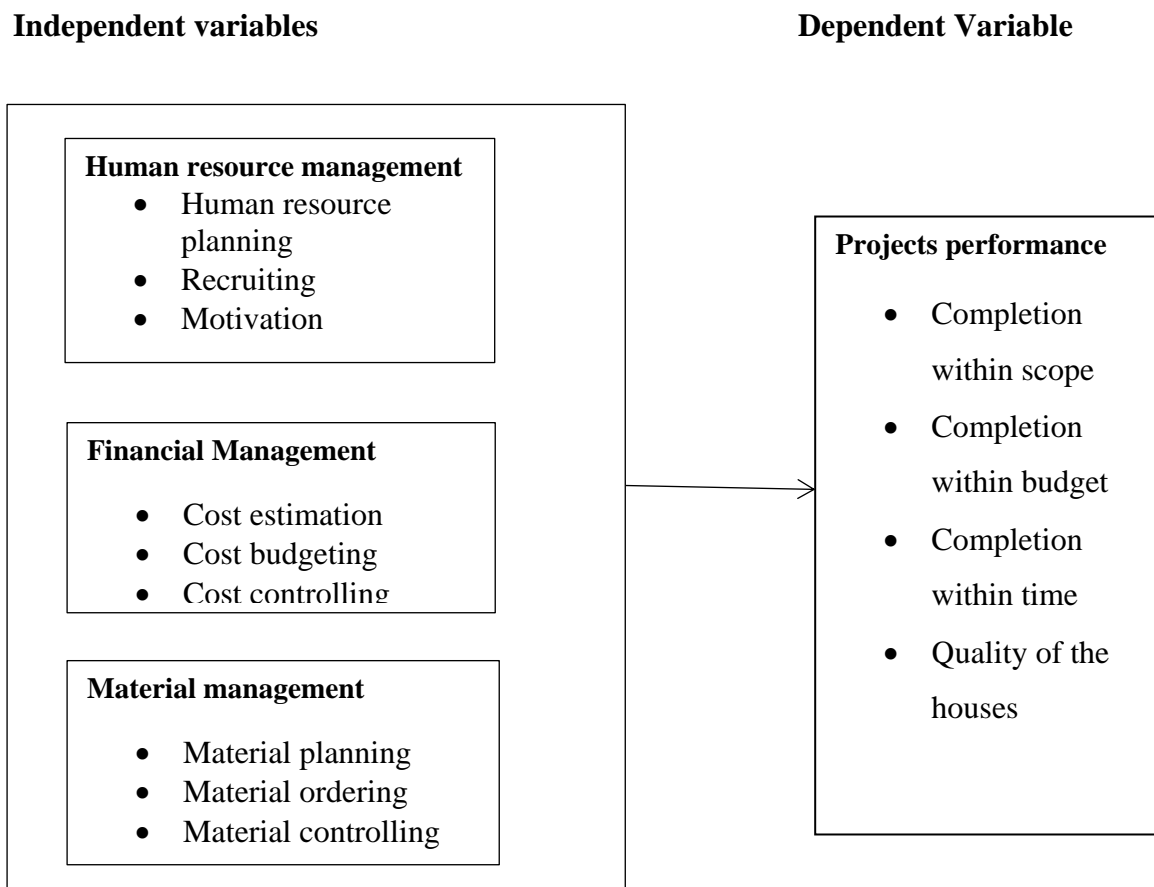 Independent variables
Dependent Variable
Human resource management
• Human resource
planning
• Recruiting
• Motivation
Financial Management
• Cost estimation
• Cost budgeting
• Cost controlling
Material management
• Material planning
• Material ordering
• Material controlling
Projects performance
• Completion
within scope
• Completion
within budget
• Completion
within time
• Quality of the
houses